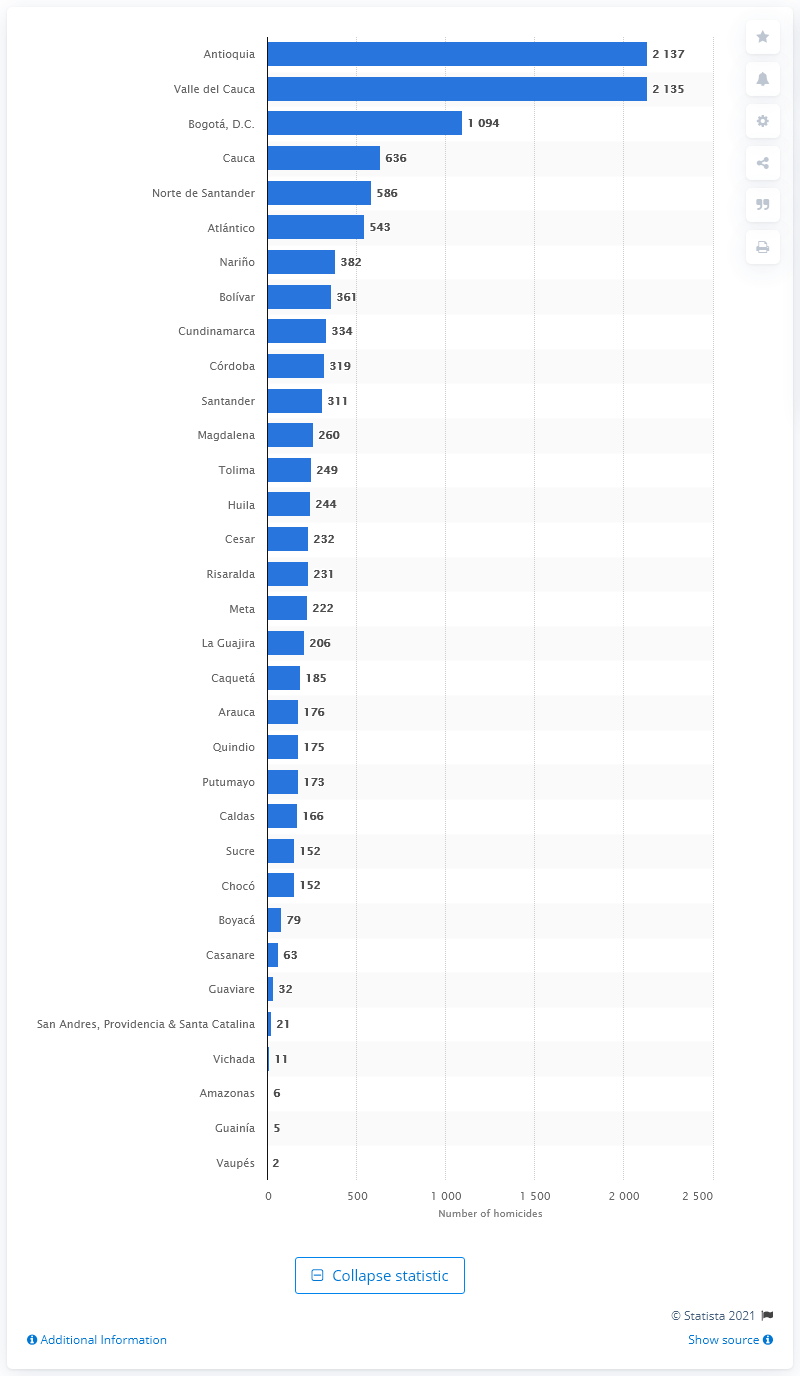 Antioquia 2 137
Valle del Cauca 2 135
Bogotá, D.C. 1 094
Cauca 636
Norte de Santander 586
Atlántico 543
Nariño 382
Bolívar 361
Cundinamarca 334
Córdoba 319
Santander 311
Magdalena 260
Tolima 249
Huila 244
Cesar 232
Risaralda 231
Meta 222
La Guajira 206
Caquetá 185
Arauca 176
Quindio 175
Putumayo 173
Caldas 166
Sucre 152
Chocó 152
Boyacá 79
Casanare 63
Guaviare 32
San Andres, Providencia & Santa Catalina 21
Vichada 11
Amazonas 6
Guainía 5
Vaupés 2
0 500 1 000 1 500 2 000 2 500
Number of homicides
Collapse statistic
© Statista 2021
Additional Information Show source